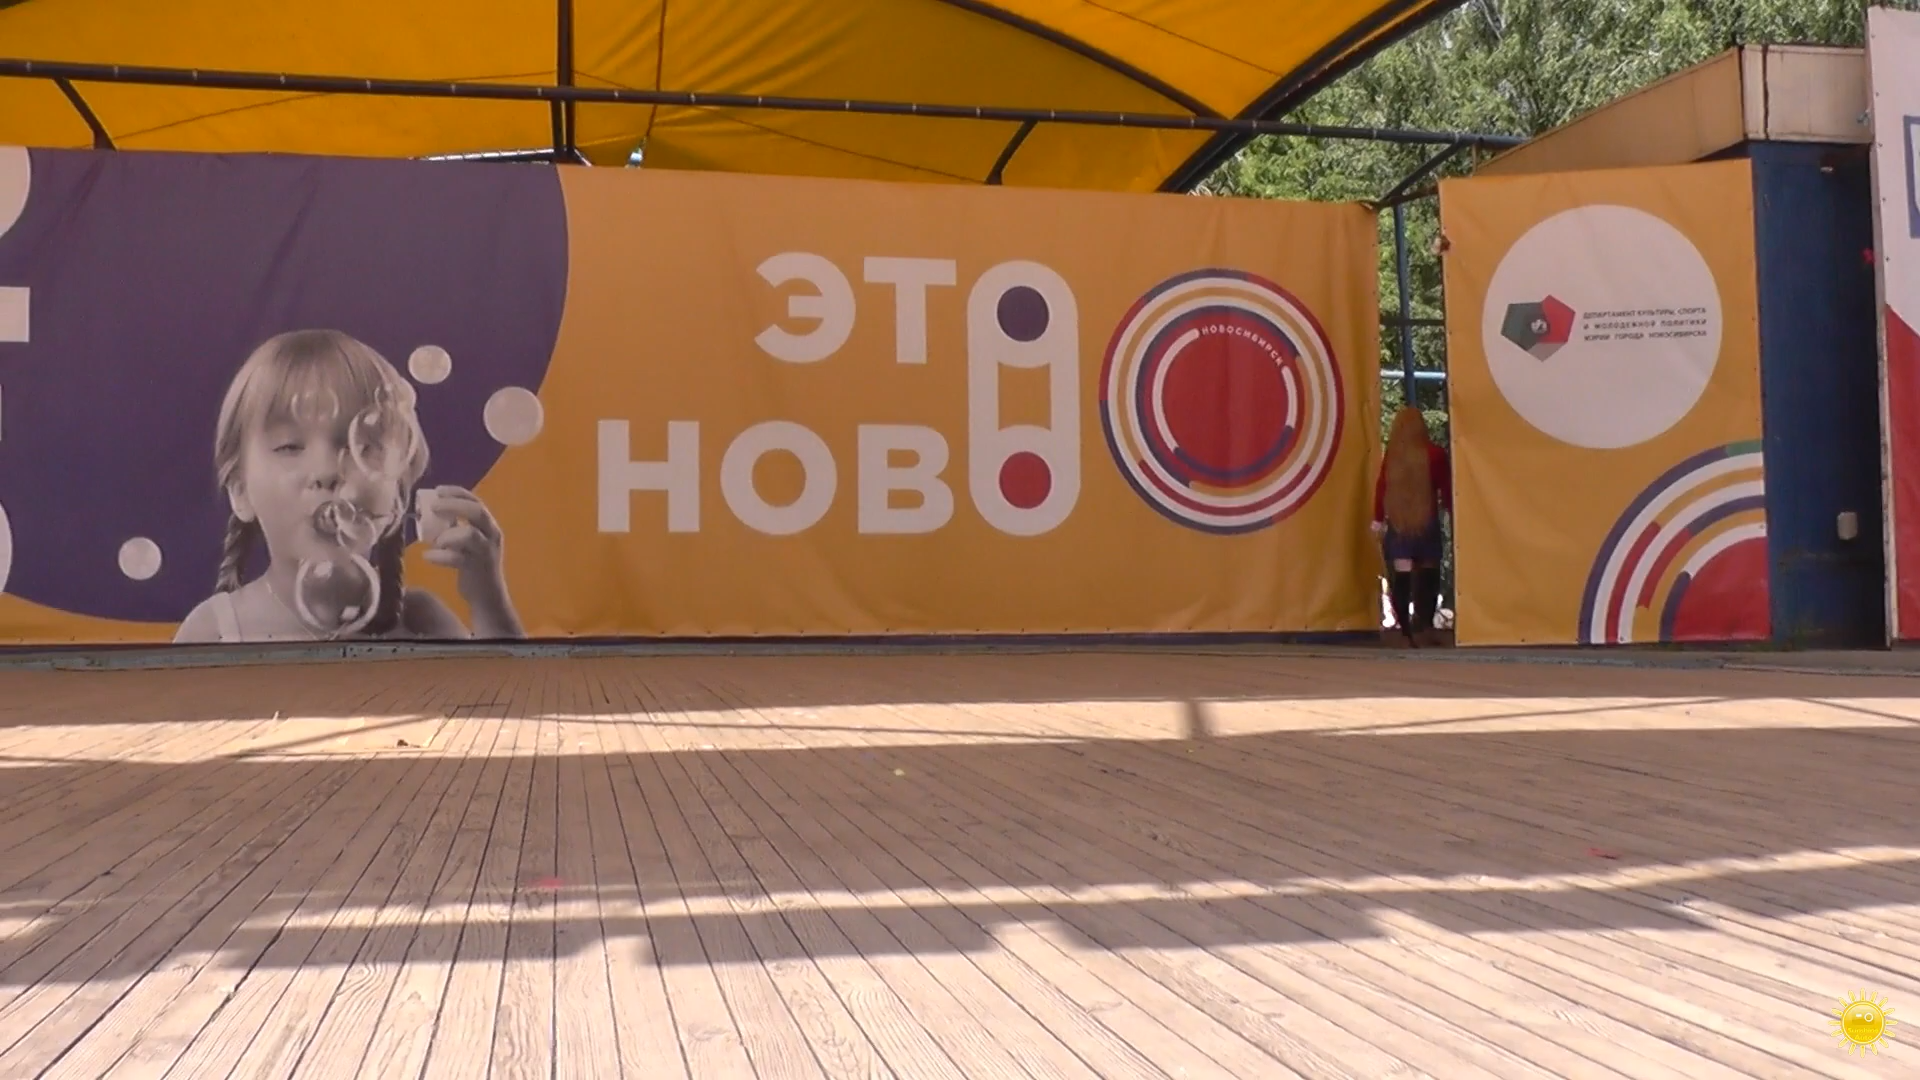 ЭТО
НОВО
НОВОСИБИРСК
ДЕПАРТАМЕНТ КУЛЬТУРЫ, СПОРТА
И МОЛОДЕЖНОЙ ПОЛИТИКИ
МЭРИИ ГОРОДА НОВОСИБИРСКА